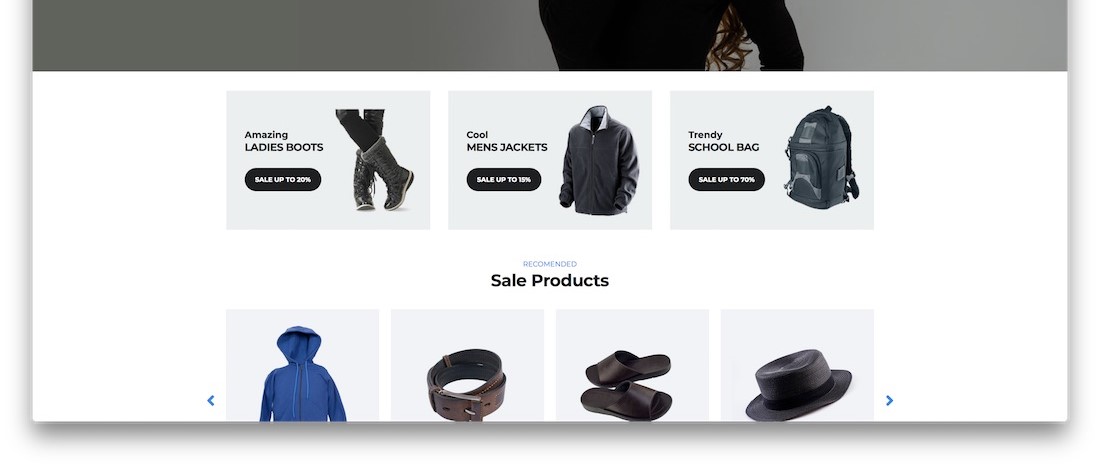 Amazing
LADIES BOOTS
SALE UP TO 20%
Cool
MENS JACKETS
SALE UP TO 15%
Trendy
SCHOOL BAG
SALE UP TO 70%
RECOMENDED
Sale Products